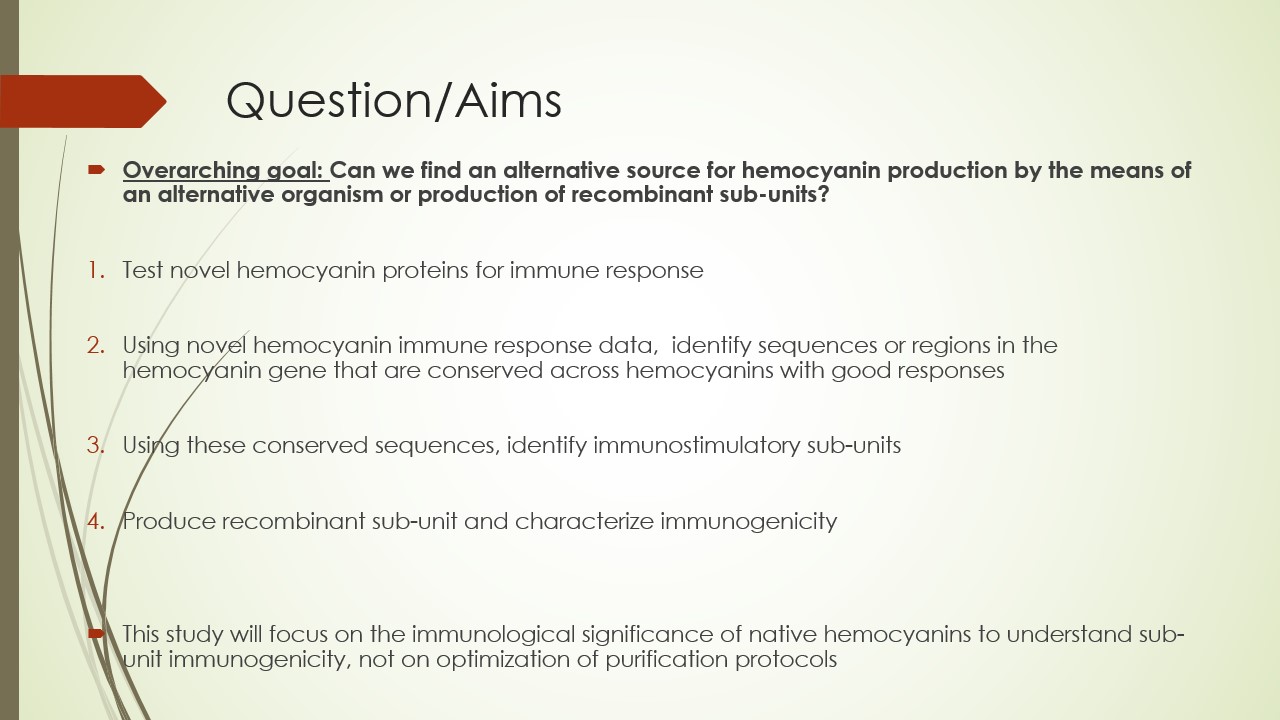 Question/Aims
Overarching goal: Can we find an alternative source for hemocyanin production by the means of
an alternative organism or production of recombinant sub-units?
1. Test novel hemocyanin proteins for immune response
2. Using novel hemocyanin immune response data,  identify sequences or regions in the
hemocyanin gene that are conserved across hemocyanins with good responses
3. Using these conserved sequences, identify immunostimulatory sub-units
4. Produce recombinant sub-unit and characterize immunogenicity
This study will focus on the immunological significance of native hemocyanins to understand sub-
unit immunogenicity, not on optimization of purification protocols